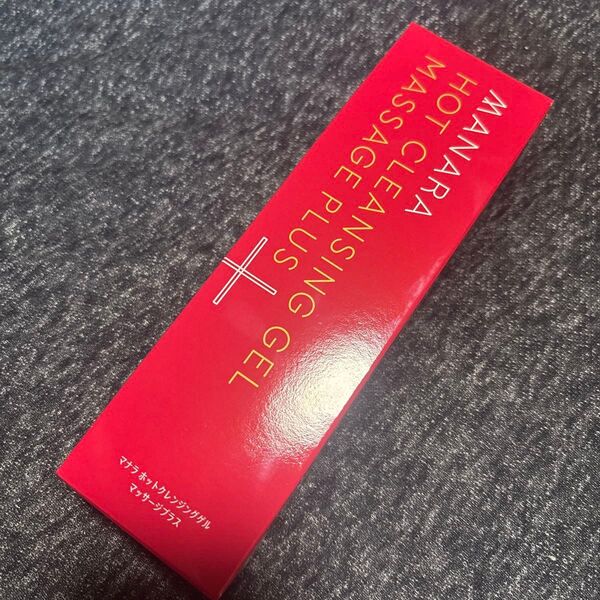 MANARA
HOT CLEANSING GEL
MASSAGE PLUS
マナラ ホットクレンジングゲル
マッサージプラス